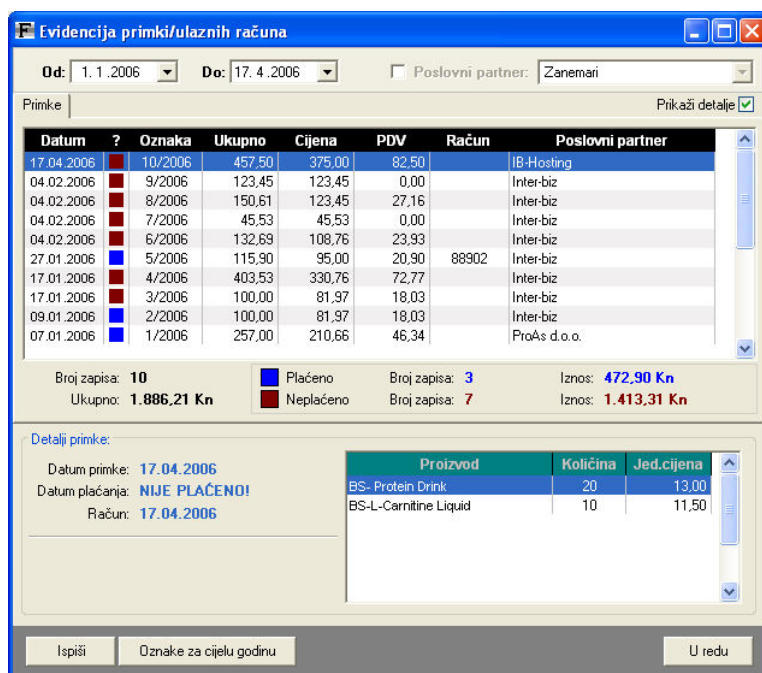 F Evidencija primki/ulaznih računa
Od: 1. 1 .2006 Do: 17. 4 .2006 Poslovni partner: Zanemari
Primke Prikaži detalje
Datum ? Oznaka Ukupno Cijena PDV Račun Poslovni partner
17.04.2006 10/2006 457,50 375,00 82,50 IB-Hosting
04.02.2006 9/2006 123,45 123,45 0,00 Inter-biz
04.02.2006 8/2006 150,61 123,45 27,16 Inter-biz
04.02.2006 7/2006 45,53 45,53 0,00 Inter-biz
04.02.2006 6/2006 132,69 108,76 23,93 Inter-biz
27.01.2006 5/2006 115,90 95,00 20,90 88902 Inter-biz
17.01.2006 4/2006 403,53 330,76 72,77 Inter-biz
17.01.2006 3/2006 100,00 81,97 18,03 Inter-biz
09.01.2006 2/2006 100,00 81,97 18,03 Inter-biz
07.01.2006 1/2006 257,00 210,66 46,34 ProAs d.o.o.
Broj zapisa: 10 Plaćeno Broj zapisa: 3 Iznos: 472,90 Kn
Ukupno: 1.886,21 Kn Neplaćeno Broj zapisa: 7 Iznos: 1.413,31 Kn
Detalji primke:
Datum primke: 17.04.2006
Datum plaćanja: NIJE PLAĆENO!
Račun: 17.04.2006
Proizvod Količina Jed.cijena
BS- Protein Drink 20 13,00
BS-L-Carnitine Liquid 10 11,50
Ispiši Oznake za cijelu godinu U redu